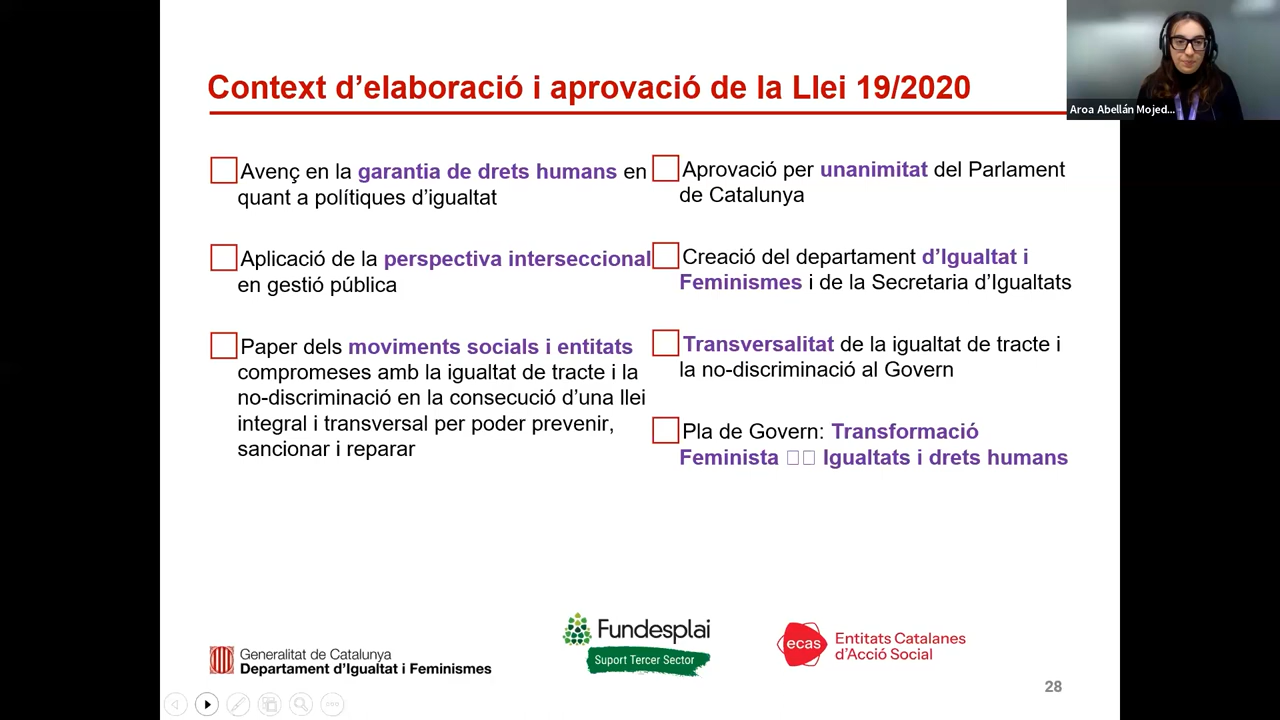 Context d’elaboració i aprovació de la Llei 19/2020
Aroa Abellán Mojed...
Avenç en la garantia de drets humans en
quant a polítiques d’igualtat
Aplicació de la perspectiva interseccional
en gestió pública
Paper dels moviments socials i entitats
compromeses amb la igualtat de tracte i la
no-discriminació en la consecució d’una llei
integral i transversal per poder prevenir,
sancionar i reparar
Aprovació per unanimitat del Parlament
de Catalunya
Creació del departament d’Igualtat i
Feminismes i de la Secretaria d’Igualtats
Transversalitat de la igualtat de tracte i
la no-discriminació al Govern
Pla de Govern: Transformació
Feminista Igualtats i drets humans
Generalitat de Catalunya
Departament d’Igualtat i Feminismes
Fundesplai
Suport Tercer Sector
ecas
Entitats Catalanes
d’Acció Social
28